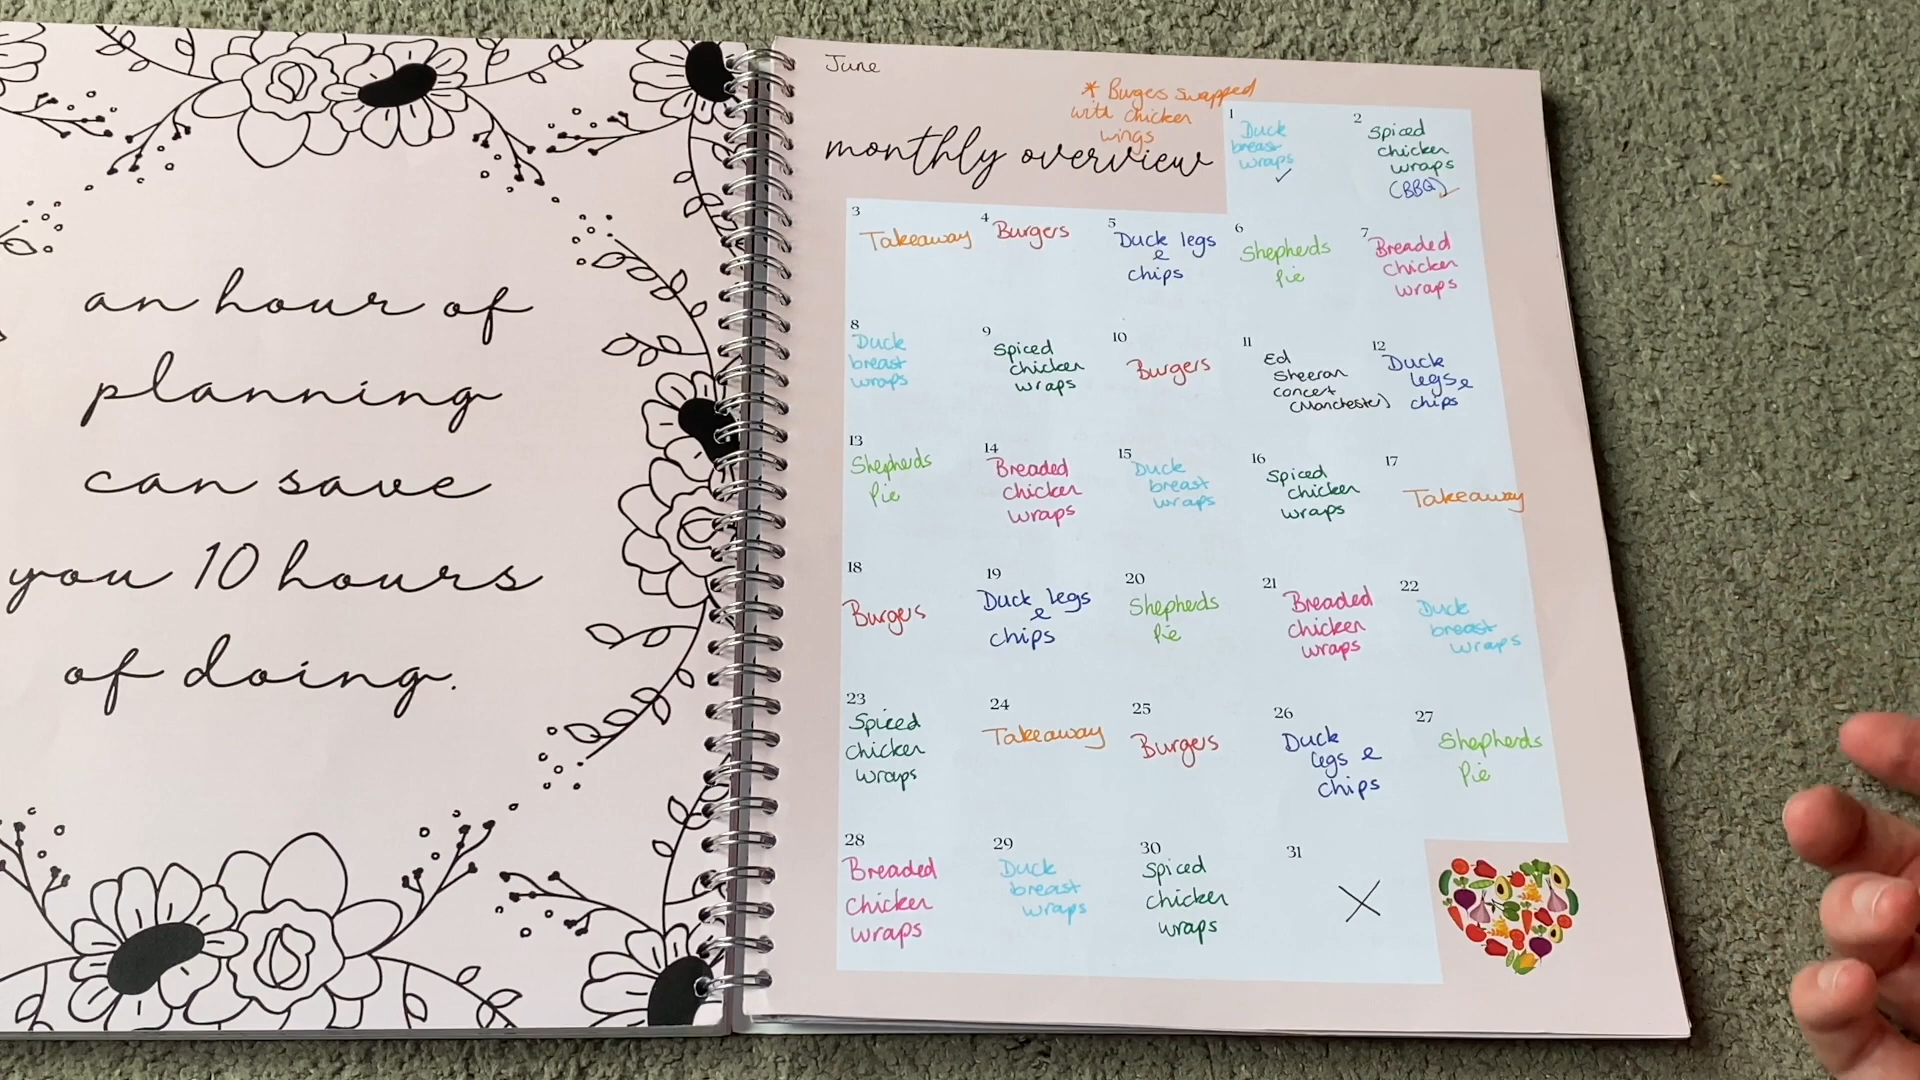 an hour of
planning
can save
you 10 hours
of doing.
June
* Burgers swapped
with chicken
wings
monthly overview
1
Duck
breast
wraps
✓
2
Spiced
chicken
wraps
(BBQ) ✓
3
Takeaway
4
Burgers
5
Duck legs
&
chips
6
Shepherds
Pie
7
Breaded
chicken
wraps
8
Duck
breast
wraps
9
Spiced
chicken
wraps
10
Burgers
11
Ed
Sheeran
concert
(Manchester)
12
Duck
legs &
chips
13
Shepherds
Pie
14
Breaded
chicken
wraps
15
Duck
breast
wraps
16
Spiced
chicken
wraps
17
Takeaway
18
Burgers
19
Duck legs
&
chips
20
Shepherds
Pie
21
Breaded
chicken
wraps
22
Duck
breast
wraps
23
Spiced
chicken
wraps
24
Takeaway
25
Burgers
26
Duck
legs &
chips
27
Shepherds
Pie
28
Breaded
chicken
wraps
29
Duck
breast
wraps
30
Spiced
chicken
wraps
31
X